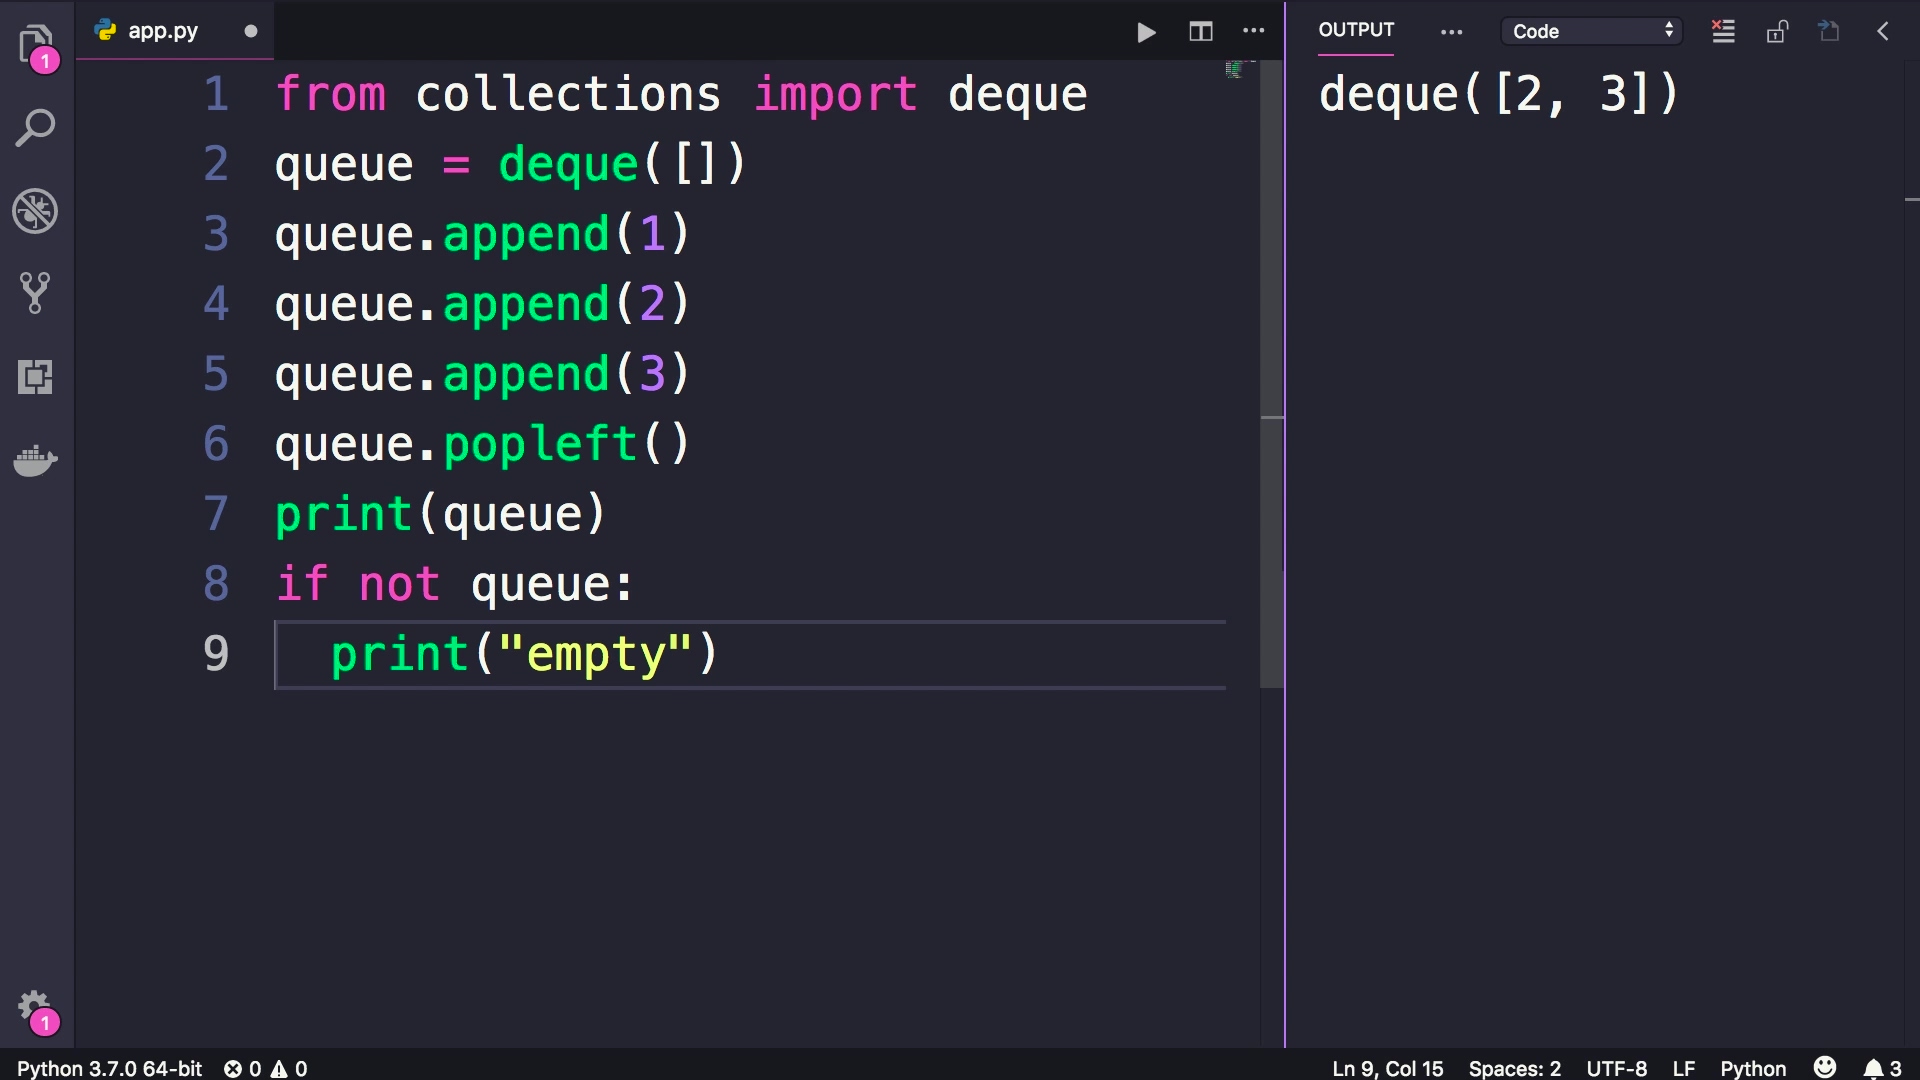 app.py
OUTPUT
Code
1 from collections import deque
2 queue = deque([])
3 queue.append(1)
4 queue.append(2)
5 queue.append(3)
6 queue.popleft()
7 print(queue)
8 if not queue:
9 print("empty")
deque([2, 3])
1
1
Python 3.7.0 64-bit 0 0
Ln 9, Col 15 Spaces: 2 UTF-8 LF Python 3